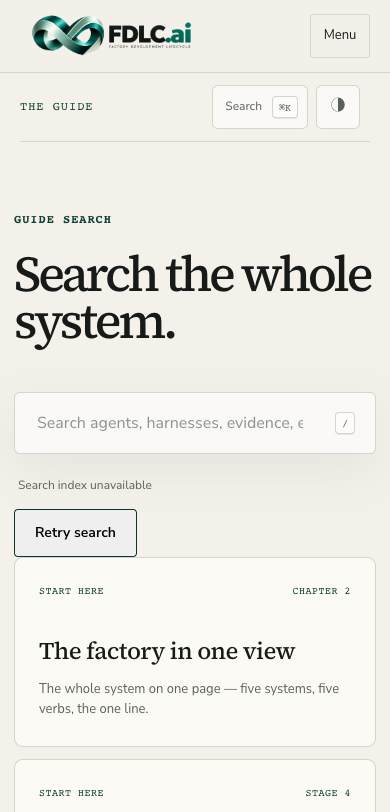 FDLC.ai
FACTORY DEVELOPMENT LIFECYCLE
Menu
THE GUIDE
Search ⌘K
GUIDE SEARCH
Search the whole
system.
Search agents, harnesses, evidence, e
/
Search index unavailable
Retry search
START HERE
CHAPTER 2
The factory in one view
The whole system on one page — five systems, five
verbs, the one line.
START HERE
STAGE 4